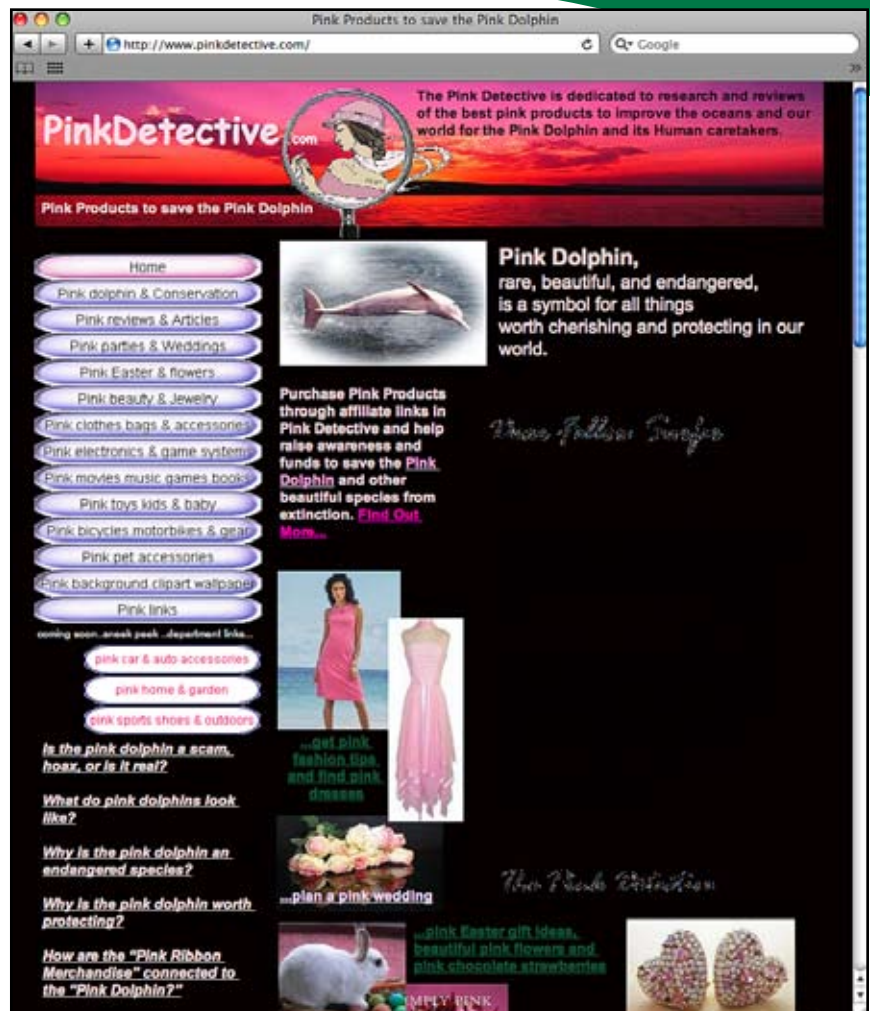 Pink Products to save the Pink Dolphin
http://www.pinkdetective.com/
Google
PinkDetective.com
The Pink Detective is dedicated to research and reviews
of the best pink products to improve the oceans and our
world for the Pink Dolphin and its Human caretakers.
Pink Products to save the Pink Dolphin
Home
Pink dolphin & Conservation
Pink reviews & Articles
Pink parties & Weddings
Pink Easter & flowers
Pink beauty & Jewelry
Pink clothes bags & accessories
Pink electronics & game systems
Pink movies music games books
Pink toys kids & baby
Pink bicycles motorbikes & gear
Pink pet accessories
Pink background clipart wallpaper
Pink links
coming soon..sneak peek ..department links...
pink car & auto accessories
pink home & garden
pink sports shoes & outdoors
Is the pink dolphin a scam,
hoax, or is it real?
What do pink dolphins look
like?
Why is the pink dolphin an
endangered species?
Why is the pink dolphin worth
protecting?
How are the "Pink Ribbon
Merchandise" connected to
the "Pink Dolphin?"
Pink Dolphin,
rare, beautiful, and endangered,
is a symbol for all things
worth cherishing and protecting in our
world.
Purchase Pink Products
through affiliate links in
Pink Detective and help
raise awareness and
funds to save the Pink
Dolphin and other
beautiful species from
extinction. Find Out
More...
...get pink
fashion tips
and find pink
dresses
...plan a pink wedding
The Pink Detective
...pink Easter gift ideas,
beautiful pink flowers and
pink chocolate strawberries
PINK